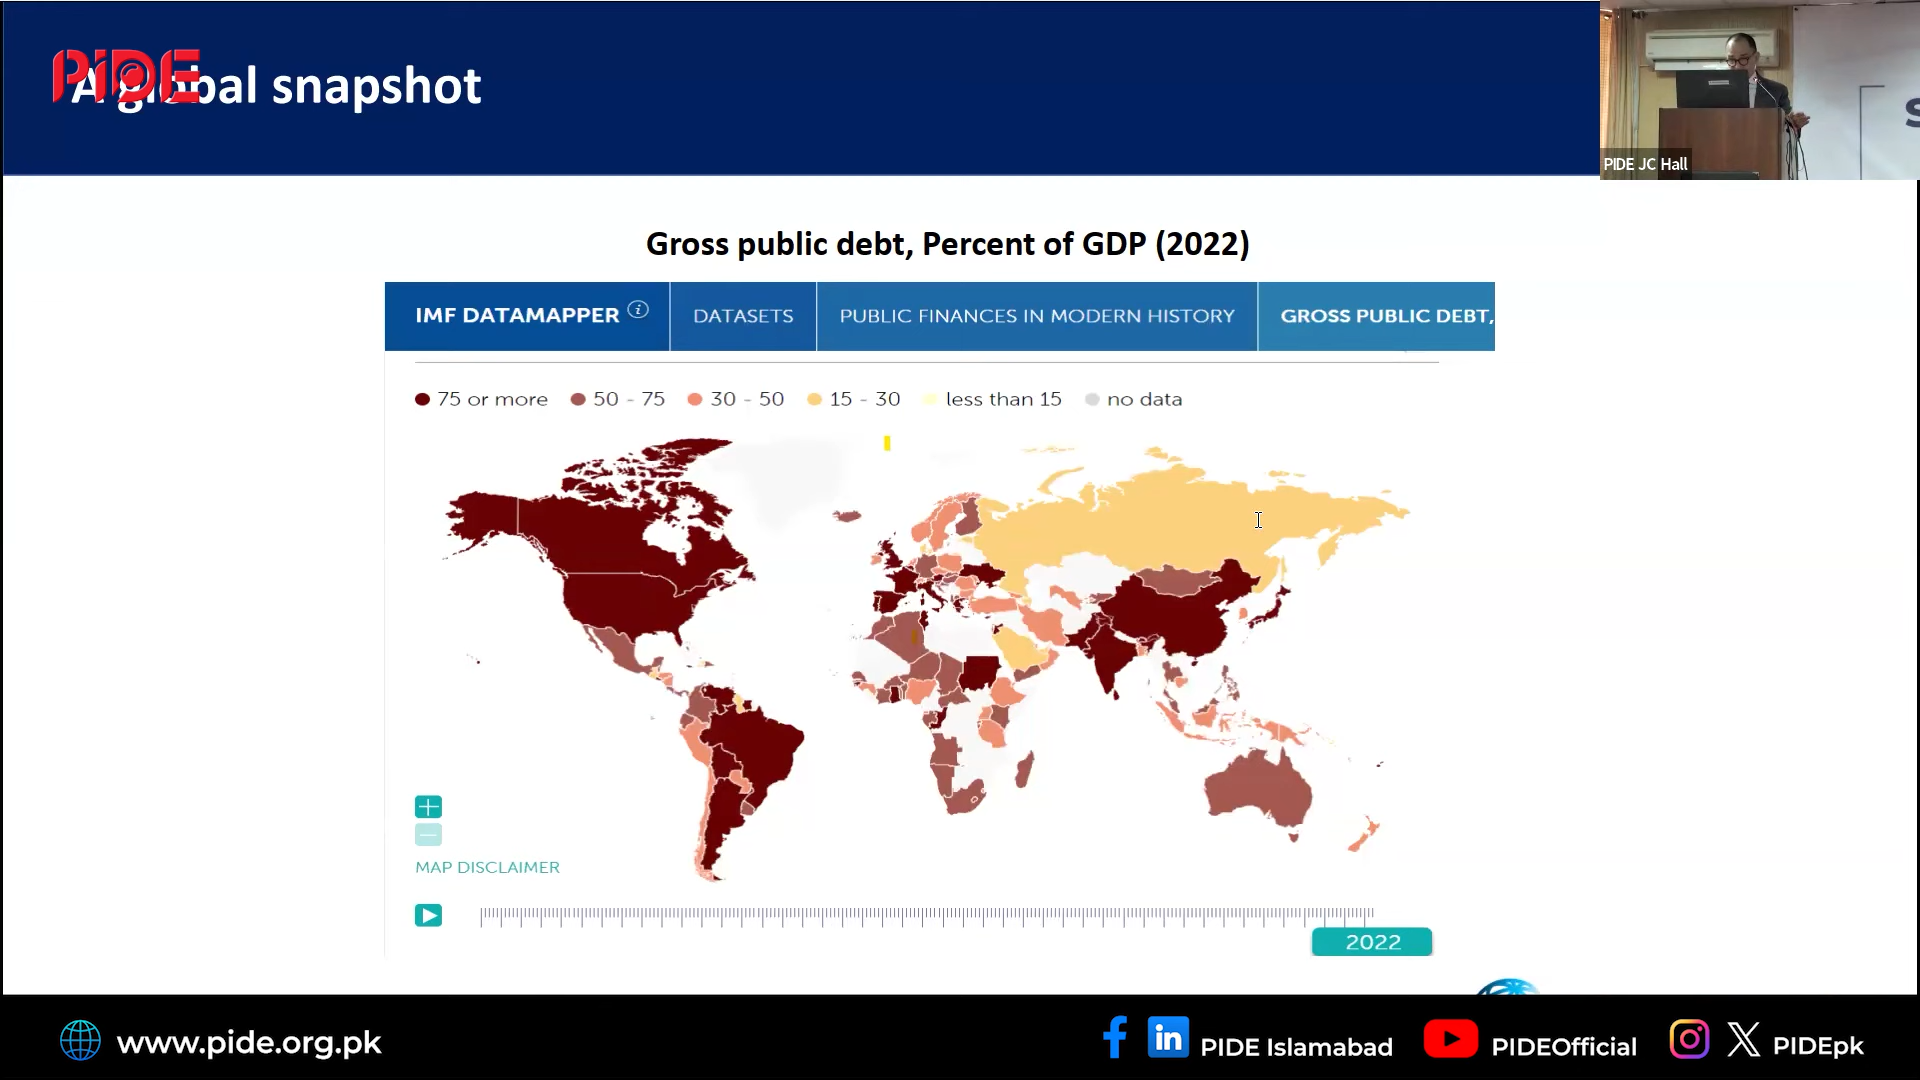 PIDE
A global snapshot
PIDE JC Hall
S
Gross public debt, Percent of GDP (2022)
IMF DATAMAPPER i DATASETS PUBLIC FINANCES IN MODERN HISTORY GROSS PUBLIC DEBT,
75 or more 50 - 75 30 - 50 15 - 30 less than 15 no data
MAP DISCLAIMER
2022
www.pide.org.pk
PIDE Islamabad PIDEOfficial PIDEpk